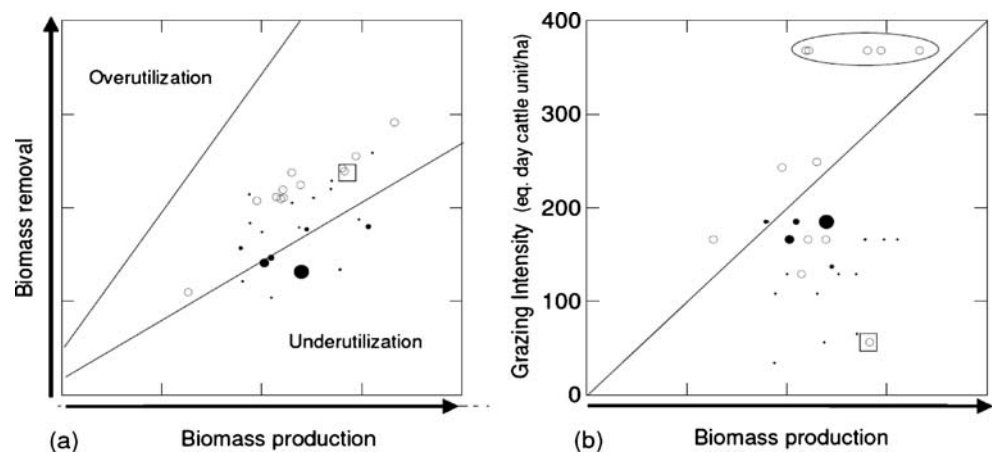 Overutilization
Underutilization
Biomass removal
(a)
Biomass production
400
300
200
100
0
Grazing Intensity (eq. day cattle unit/ha)
(b)
Biomass production